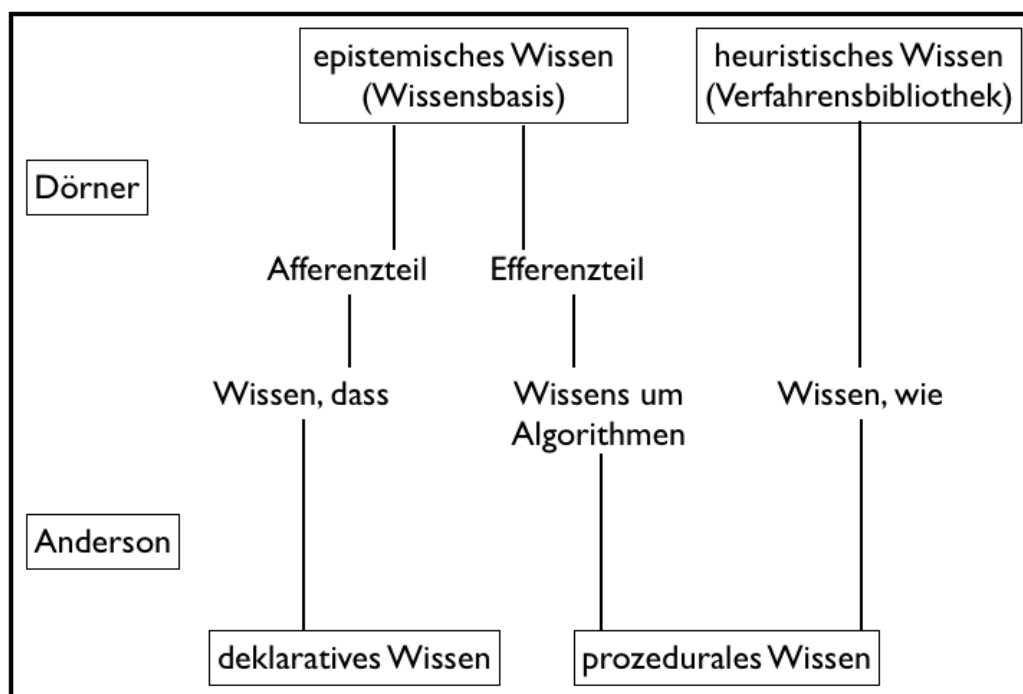 epistemisches Wissen
(Wissensbasis)
heuristisches Wissen
(Verfahrensbibliothek)
Dörner
Afferenzteil
Efferenzteil
Wissen, dass
Wissens um
Algorithmen
Wissen, wie
Anderson
deklaratives Wissen
prozedurales Wissen